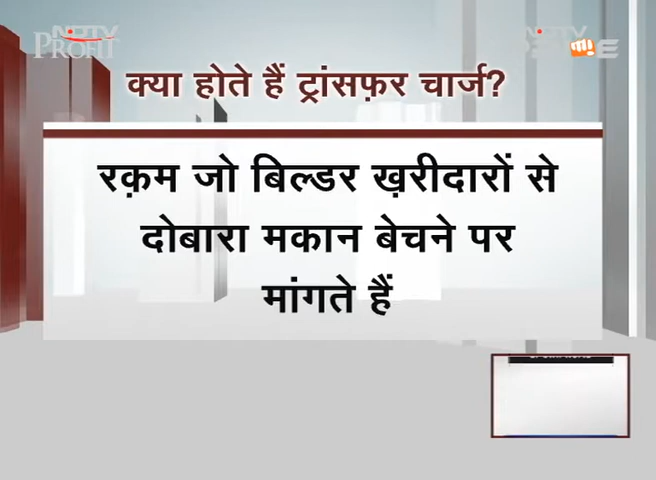 NDTV
PROFIT
NDTV
क्या होते हैं ट्रांसफ़र चार्ज?
रक़म जो बिल्डर ख़रीदारों से
दोबारा मकान बेचने पर
मांगते हैं